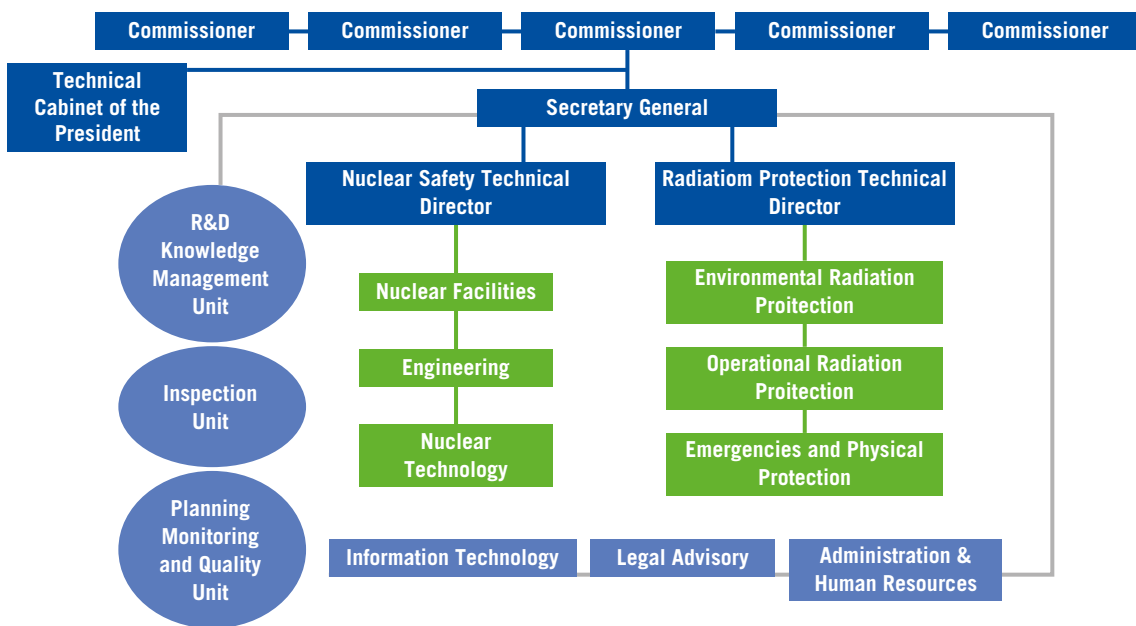 Commissioner
Commissioner
Commissioner
Commissioner
Commissioner
Technical
Cabinet of the
President
Secretary General
Nuclear Safety Technical
Director
Radiatiom Protection Technical
Director
R&D
Knowledge
Management
Unit
Nuclear Facilities
Environmental Radiation
Proitection
Inspection
Unit
Engineering
Operational Radiation
Proitection
Nuclear
Technology
Emergencies and Physical
Protection
Planning
Monitoring
and Quality
Unit
Information Technology
Legal Advisory
Administration &
Human Resources